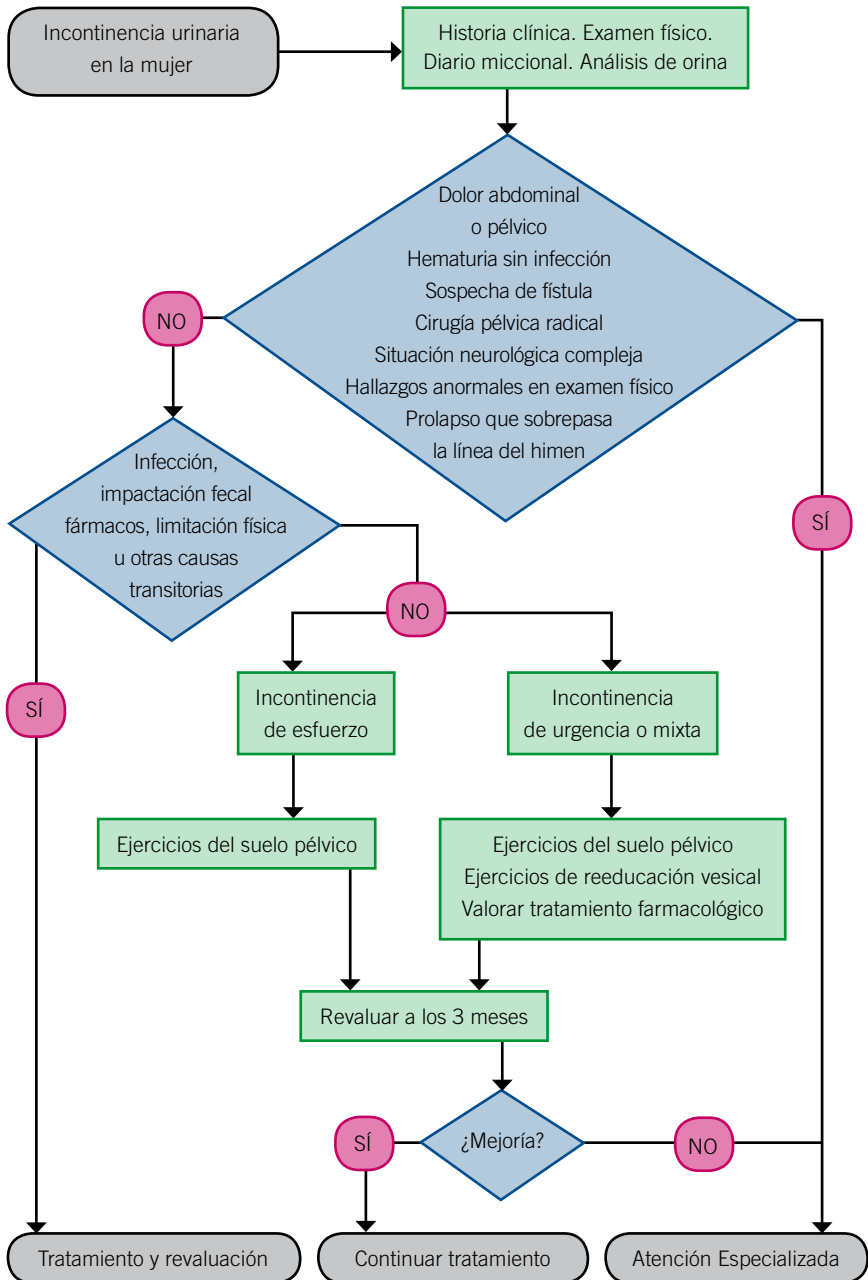 Incontinencia urinaria
en la mujer
Historia clínica. Examen físico.
Diario miccional. Análisis de orina
Dolor abdominal
o pélvico
Hematuria sin infección
Sospecha de fístula
Cirugía pélvica radical
Situación neurológica compleja
Hallazgos anormales en examen físico
Prolapso que sobrepasa
la línea del himen
NO
SÍ
Infección,
impactación fecal
fármacos, limitación física
u otras causas
transitorias
NO
SÍ
Incontinencia
de esfuerzo
Incontinencia
de urgencia o mixta
Ejercicios del suelo pélvico
Ejercicios del suelo pélvico
Ejercicios de reeducación vesical
Valorar tratamiento farmacológico
Revaluar a los 3 meses
¿Mejoría?
SÍ
NO
Tratamiento y revaluación
Continuar tratamiento
Atención Especializada